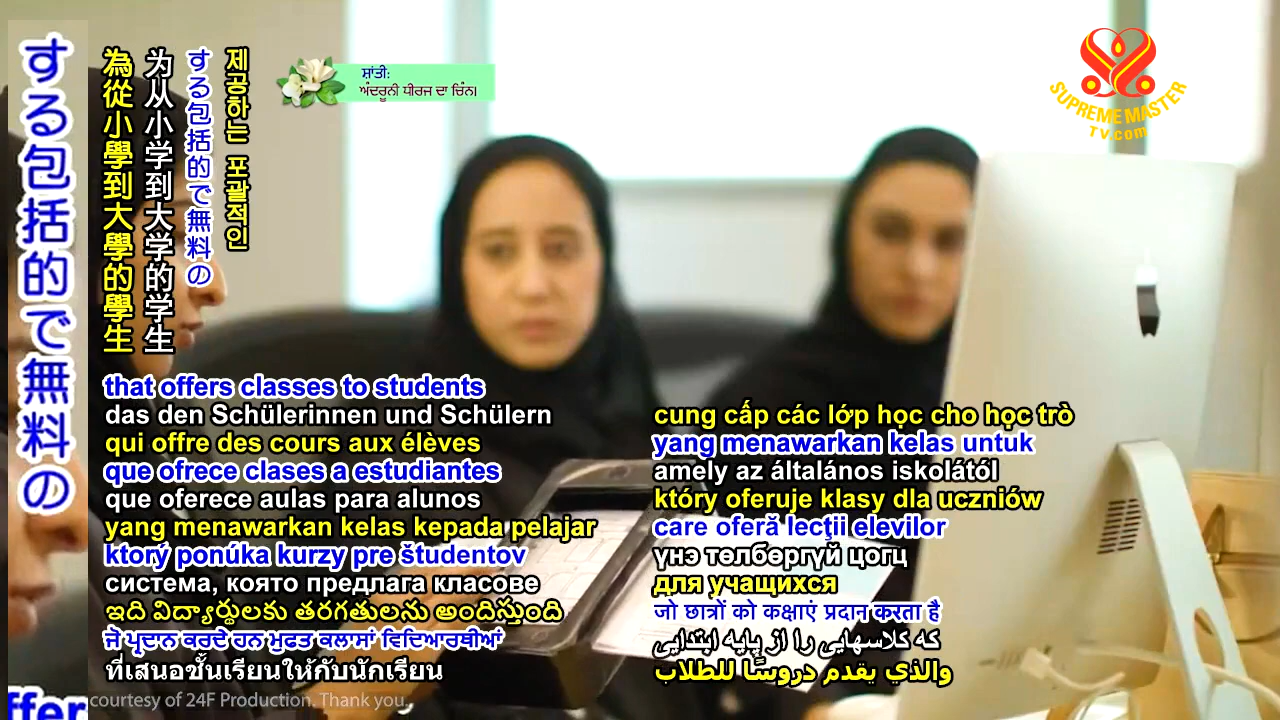 する包括的で無料の
為從小學到大學的學生
为从小学到大学的学生
する包括的で無料の
제공하는 포괄적인
ਸ਼ਾਂਤੀ:
ਅੰਦਰੂਨੀ ਧੀਰਜ ਦਾ ਚਿੰਨ।
SUPREME MASTER
TV.com
that offers classes to students
das den Schülerinnen und Schülern
qui offre des cours aux élèves
que ofrece clases a estudiantes
que oferece aulas para alunos
yang menawarkan kelas kepada pelajar
ktorý ponúka kurzy pre študentov
система, която предлага класове
ఇది విద్యార్థులకు తరగతులను అందిస్తుంది
ਜੋ ਪ੍ਰਦਾਨ ਕਰਦੇ ਹਨ ਮੁਫਤ ਕਲਾਸਾਂ ਵਿਦਿਆਰਥੀਆਂ
ที่เสนอชั้นเรียนให้กับนักเรียน
cung cấp các lớp học cho học trò
yang menawarkan kelas untuk
amely az általános iskolától
który oferuje klasy dla uczniów
care oferă lecţii elevilor
үнэ төлбөргүй цогц
для учащихся
जो छात्रों को कक्षाएं प्रदान करता है
که کلاسهایی را از پایه ابتدایی
والذي يقدم دروسًا للطلاب
ffer
courtesy of 24F Production. Thank you.